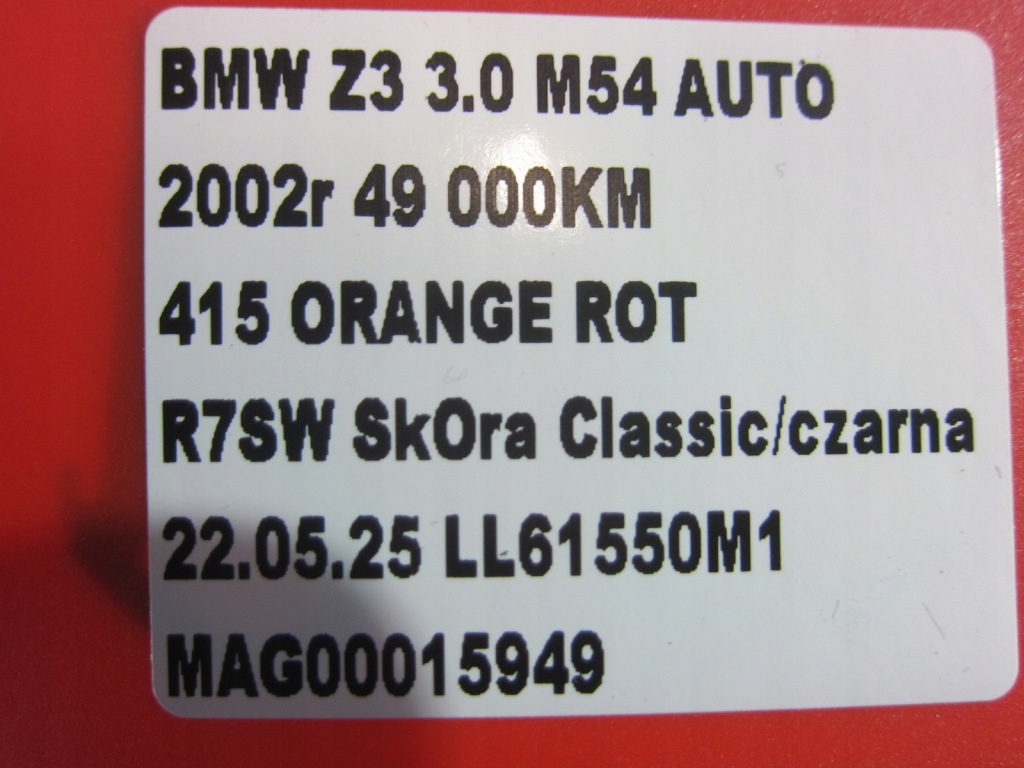 BMW Z3 3.0 M54 AUTO
2002r 49 000KM
415 ORANGE ROT
R7SW SkOra Classic/czarna
22.05.25 LL61550M1
MAG00015949